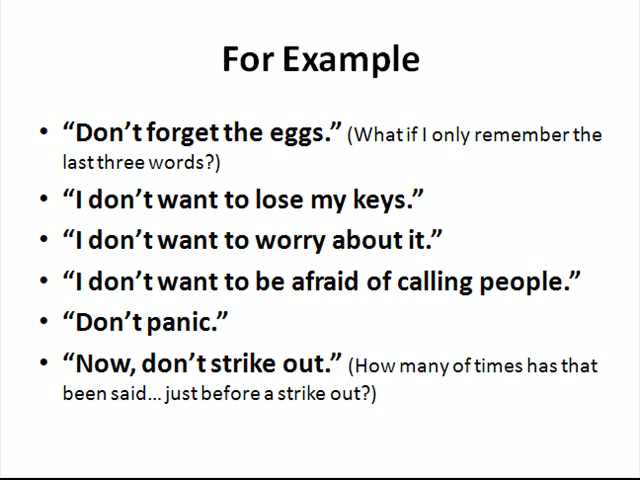 For Example
• “Don’t forget the eggs.” (What if I only remember the
last three words?)
• “I don’t want to lose my keys.”
• “I don’t want to worry about it.”
• “I don’t want to be afraid of calling people.”
• “Don’t panic.”
• “Now, don’t strike out.” (How many of times has that
been said... just before a strike out?)